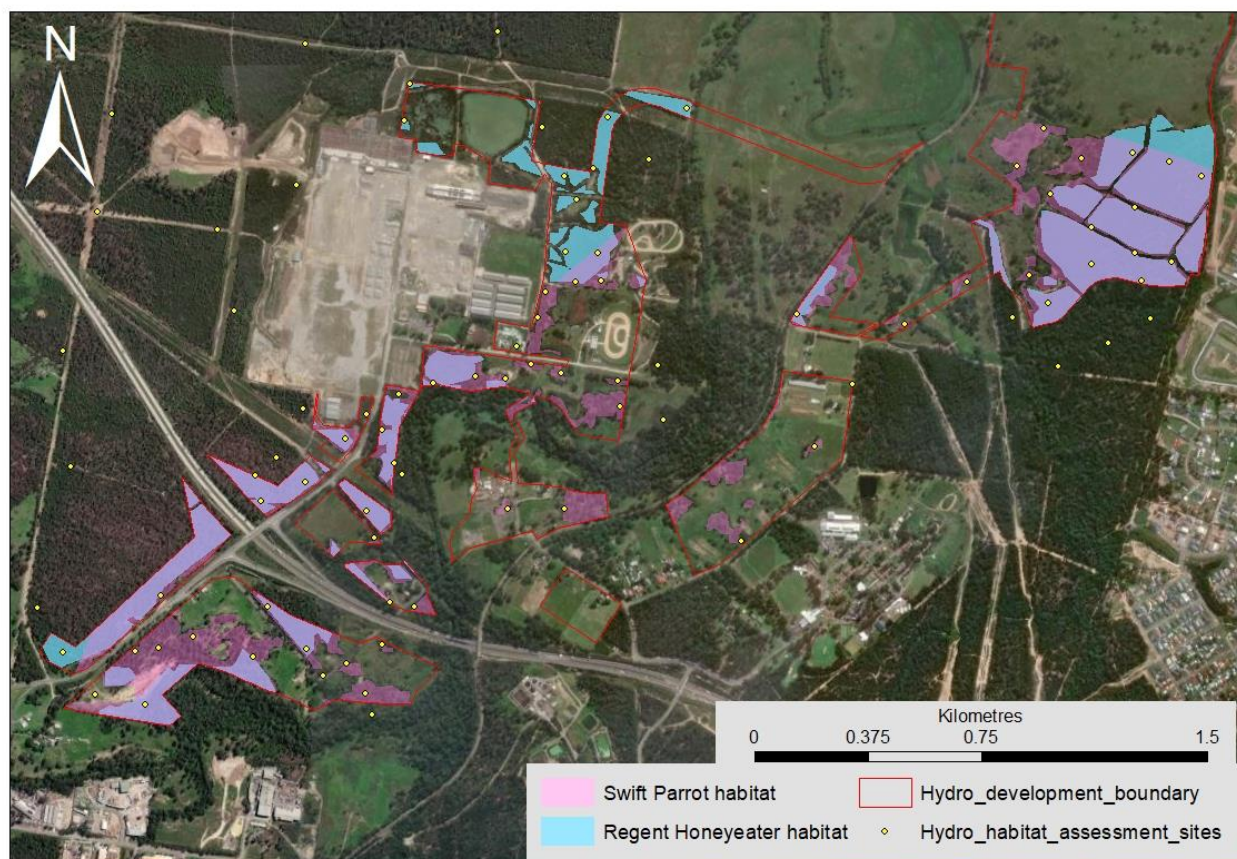 N
Kilometres
0 0.375 0.75 1.5
Swift Parrot habitat
Hydro_development_boundary
Regent Honeyeater habitat
Hydro_habitat_assessment_sites